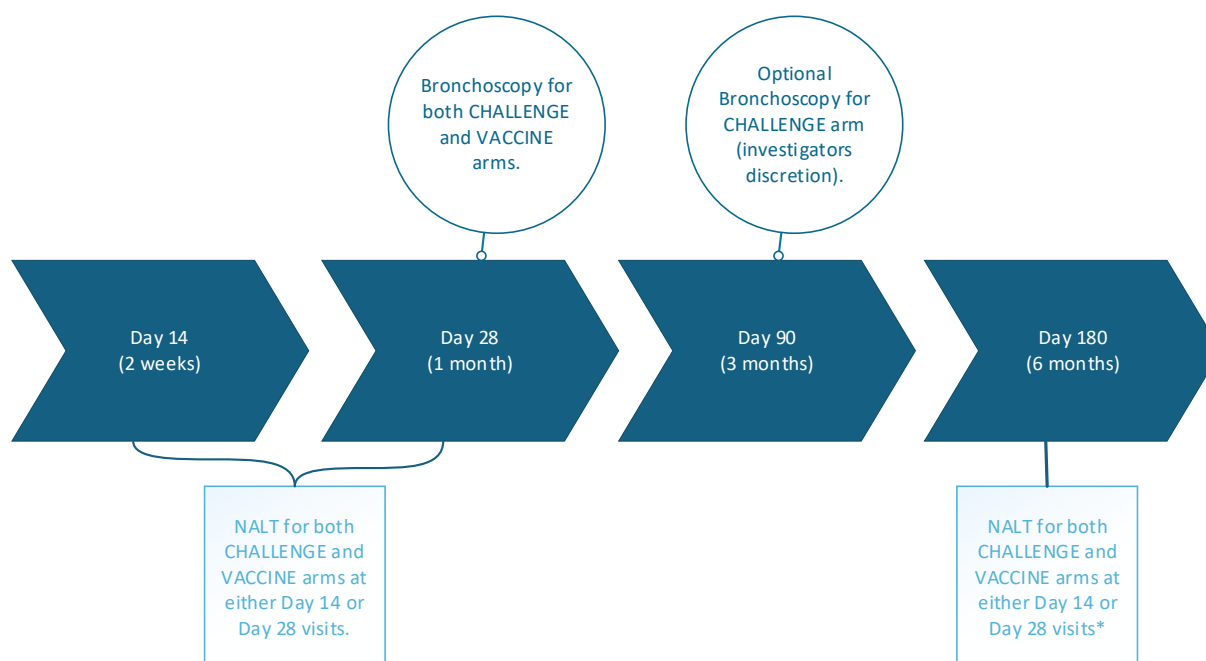 Bronchoscopy for
both CHALLENGE
and VACCINE
arms.
Optional
Bronchoscopy for
CHALLENGE arm
(investigators
discretion).
Day 14
(2 weeks)
Day 28
(1 month)
Day 90
(3 months)
Day 180
(6 months)
NALT for both
CHALLENGE and
VACCINE arms at
either Day 14 or
Day 28 visits.
NALT for both
CHALLENGE and
VACCINE arms at
either Day 14 or
Day 28 visits*